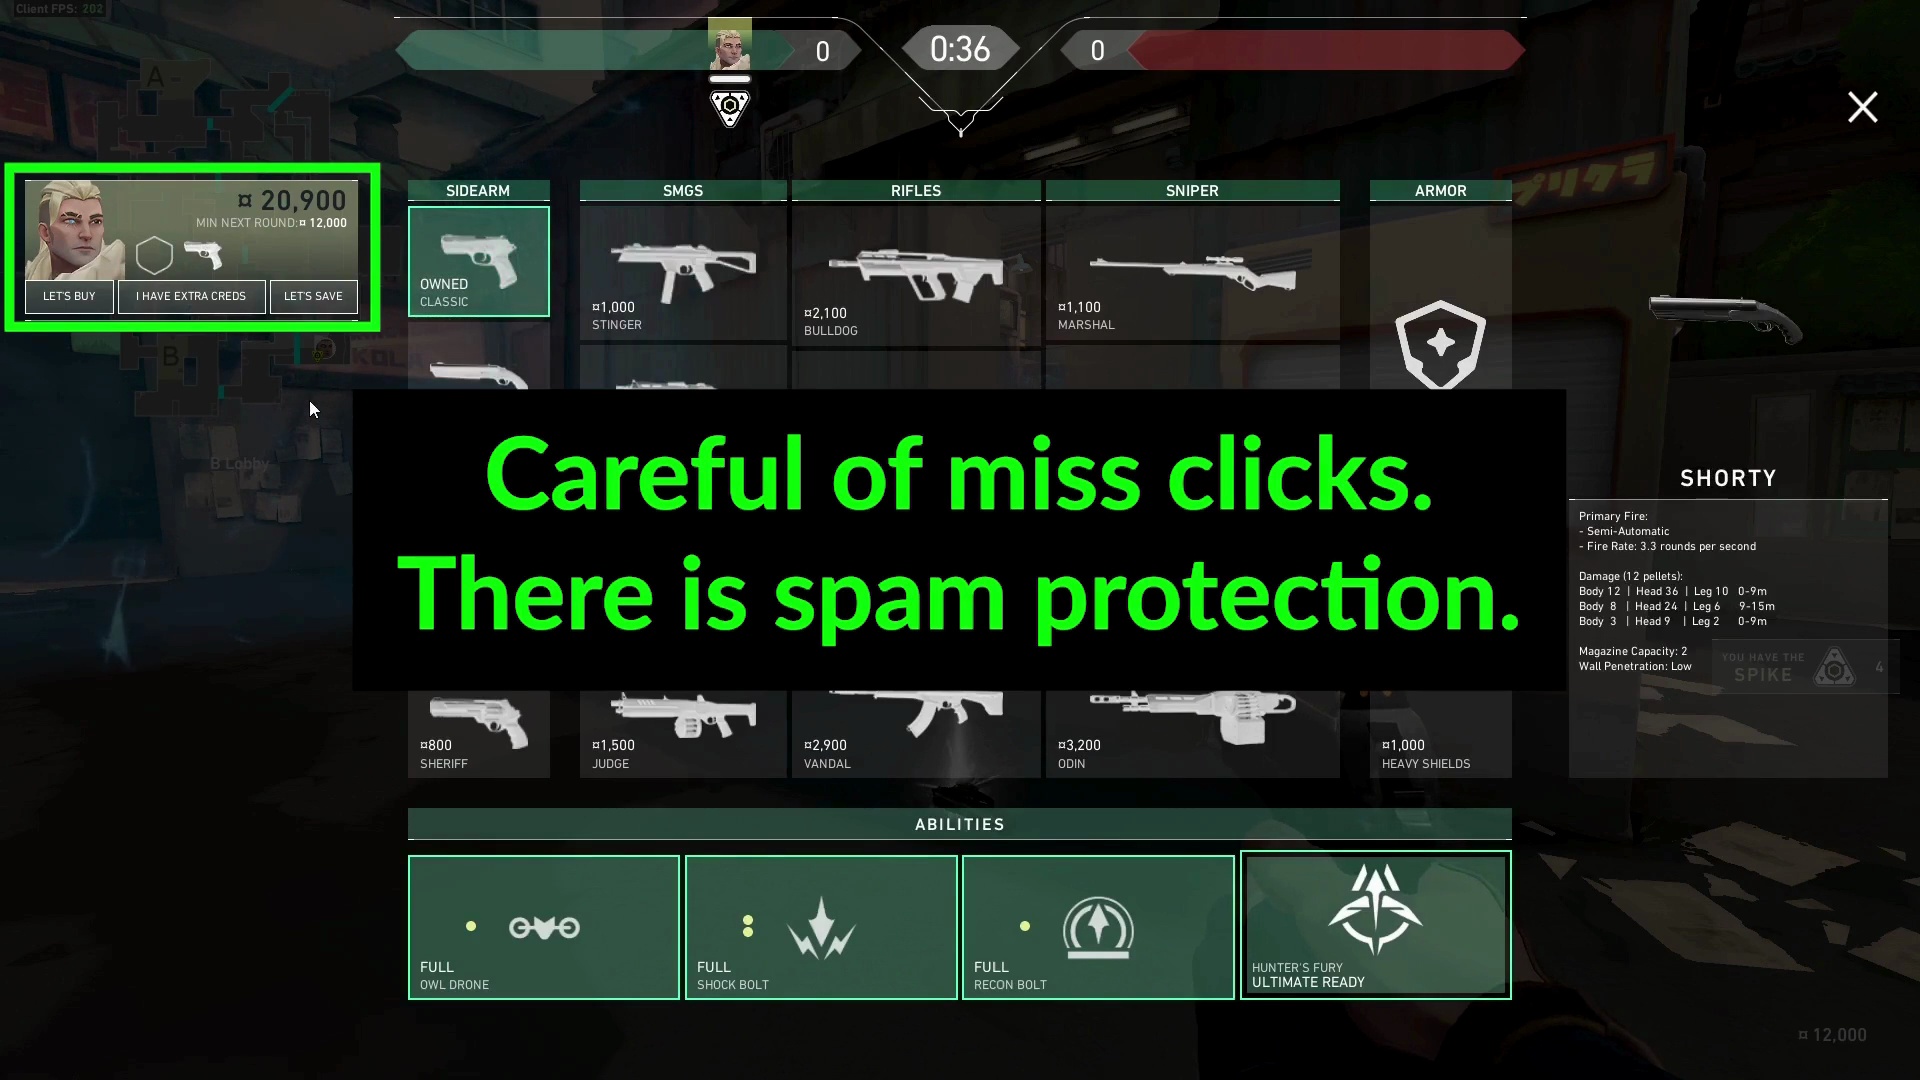 Client FPS: 202
0
0:36
0
A
B
B Lobby
¤ 20,900
MIN NEXT ROUND: ¤ 12,000
LET'S BUY
I HAVE EXTRA CREDS
LET'S SAVE
SIDEARM
SMGS
RIFLES
SNIPER
ARMOR
プリクラ
OWNED
CLASSIC
¤1,000
STINGER
¤2,100
BULLDOG
¤1,100
MARSHAL
Careful of miss clicks.
There is spam protection.
¤800
SHERIFF
¤1,500
JUDGE
¤2,900
VANDAL
¤3,200
ODIN
¤1,000
HEAVY SHIELDS
SHORTY
Primary Fire:
- Semi-Automatic
- Fire Rate: 3.3 rounds per second
Damage (12 pellets):
Body 12 | Head 36 | Leg 10 0-9m
Body 8 | Head 24 | Leg 6 9-15m
Body 3 | Head 9 | Leg 2 0-9m
Magazine Capacity: 2
Wall Penetration: Low
YOU HAVE THE
SPIKE
4
ABILITIES
FULL
OWL DRONE
FULL
SHOCK BOLT
FULL
RECON BOLT
HUNTER'S FURY
ULTIMATE READY
¤ 12,000